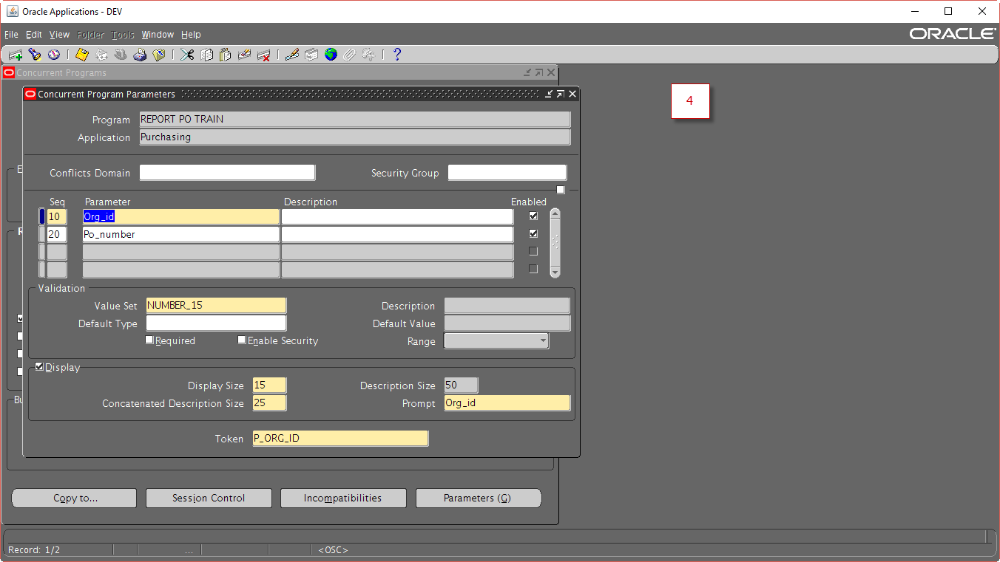 Oracle Applications - DEV
File Edit View Folder Tools Window Help
ORACLE
?
Concurrent Programs
Concurrent Program Parameters
4
Program REPORT PO TRAIN
Application Purchasing
Conflicts Domain Security Group
Seq Parameter Description Enabled
10 Org_id
20 Po_number
Validation
Value Set NUMBER_15 Description
Default Type Default Value
Required Enable Security Range
Display
Display Size 15 Description Size 50
Concatenated Description Size 25 Prompt Org_id
Bu
Token P_ORG_ID
Copy to... Session Control Incompatibilities Parameters (G)
Record: 1/2 ... <OSC>